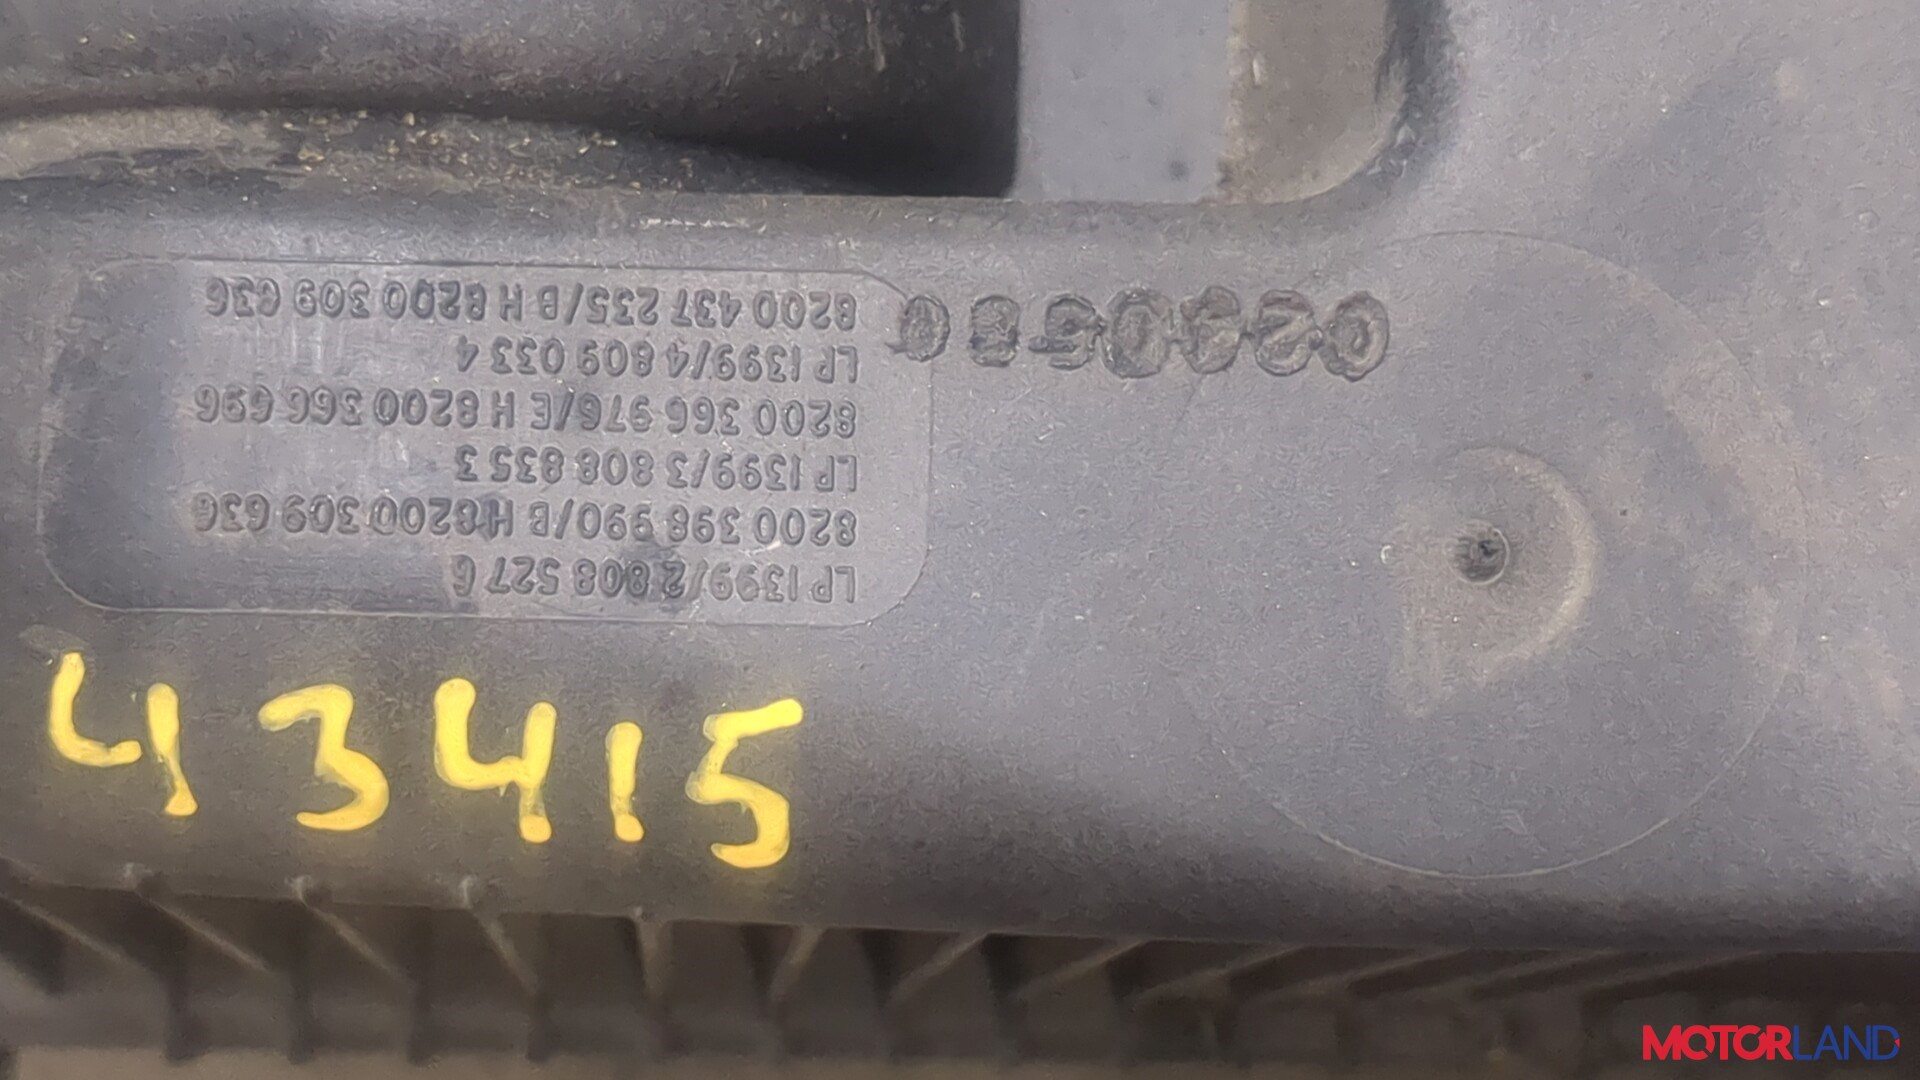 LP 1399/2 808 527 6
8200 398 990/B H 8200 309 636
LP 1399/3 808 835 3
8200 366 976/E H 8200 366 696
LP 1399/4 809 033 4
8200 437 235/B H 8200 309 636
43415
MOTORLAND